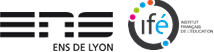 ENS
ENS DE LYON
ifé
INSTITUT
FRANÇAIS
DE L'ÉDUCATION